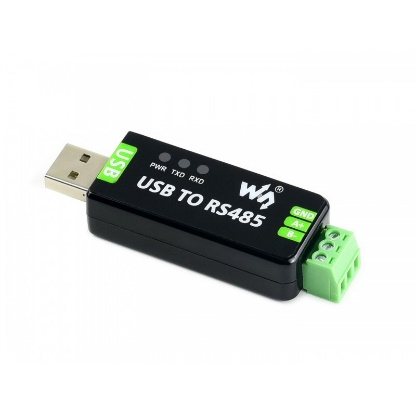 USB
PWR TXD RXD
USB TO RS485
W®
GND
A+
B-